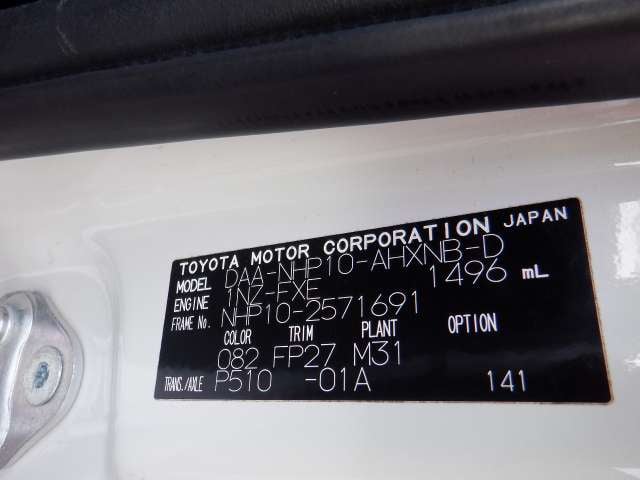 TOYOTA MOTOR CORPORATION JAPAN
MODEL DAA-NHP10-AHXNB-D
ENGINE 1NZ-FXE 1496 mL
FRAME No. NHP10-2571691
COLOR TRIM PLANT OPTION
082 FP27 M31
TRANS./AXLE P510 -01A 141